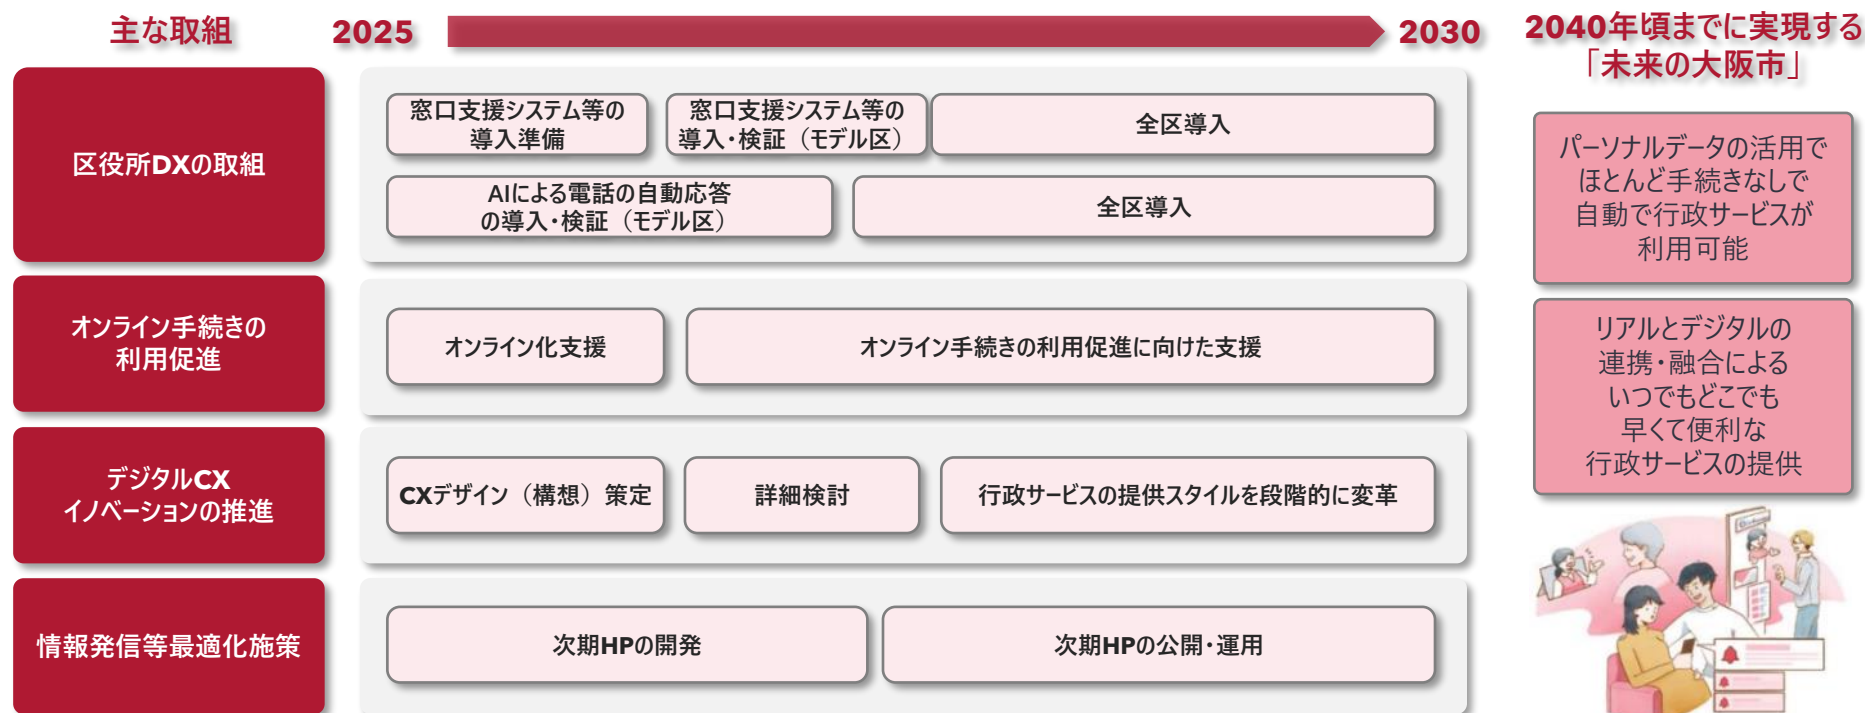 主な取組
2025
2030
2040年頃までに実現する
「未来の大阪市」
区役所DXの取組
窓口支援システム等の
導入準備
窓口支援システム等の
導入・検証（モデル区）
全区導入
AIによる電話の自動応答
の導入・検証（モデル区）
全区導入
オンライン手続きの
利用促進
オンライン化支援
オンライン手続きの利用促進に向けた支援
デジタルCX
イノベーションの推進
CXデザイン（構想）策定
詳細検討
行政サービスの提供スタイルを段階的に変革
情報発信等最適化施策
次期HPの開発
次期HPの公開・運用
パーソナルデータの活用で
ほとんど手続きなしで
自動で行政サービスが
利用可能
リアルとデジタルの
連携・融合による
いつでもどこでも
早くて便利な
行政サービスの提供